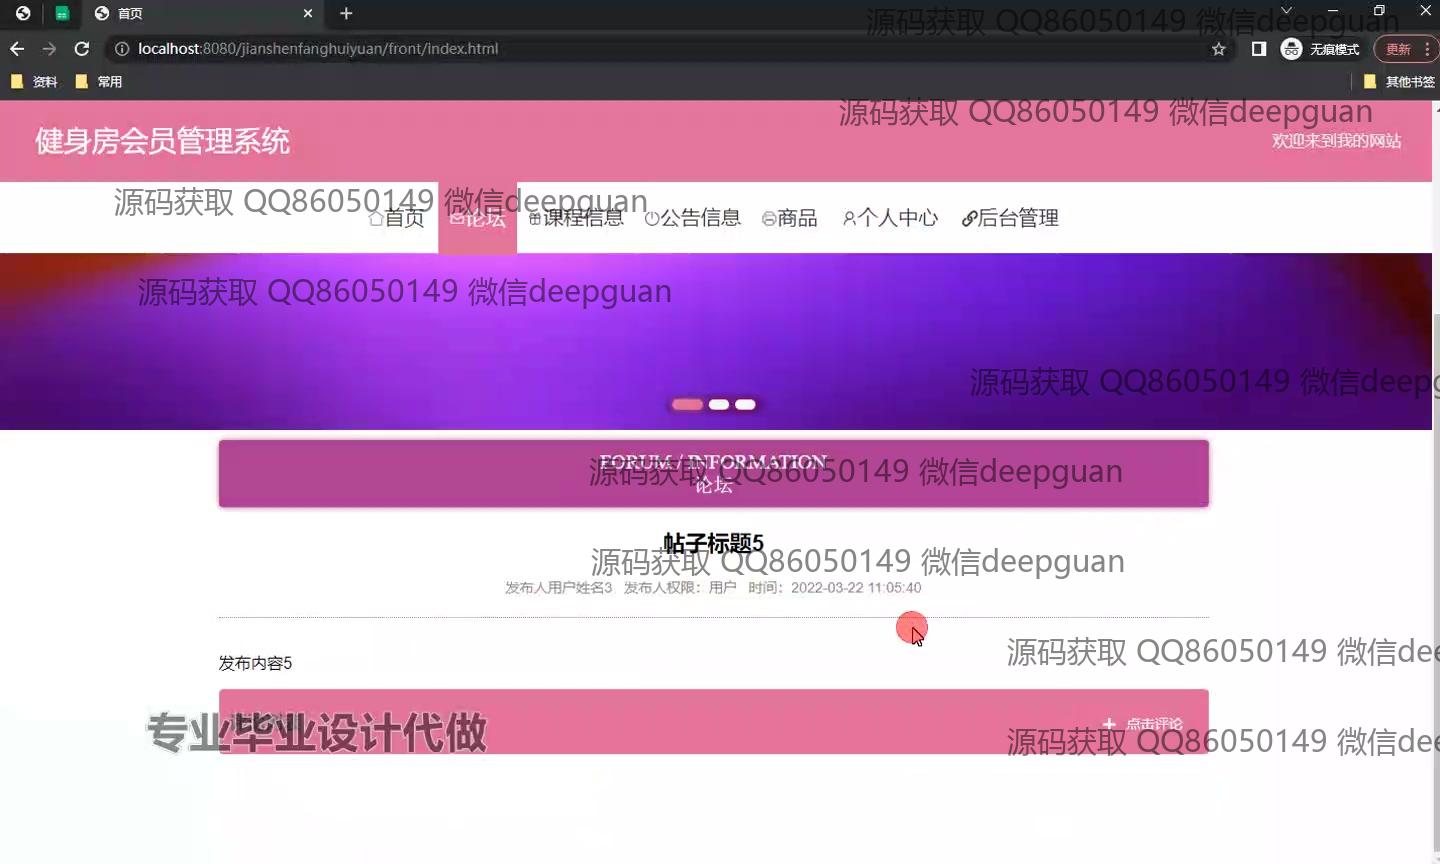 首页
localhost:8080/jianshenfanghuiyuan/front/index.html
无痕模式
更新
资料
常用
其他书签
源码获取 QQ86050149 微信deepguan
源码获取 QQ86050149 微信deepguan
健身房会员管理系统
欢迎来到我的网站
源码获取 QQ86050149 微信deepguan
首页
论坛
课程信息
公告信息
商品
个人中心
后台管理
源码获取 QQ86050149 微信deepguan
源码获取 QQ86050149 微信deepg
FORUM / INFORMATION
源码获取 QQ86050149 微信deepguan
论坛
帖子标题5
源码获取 QQ86050149 微信deepguan
发布人用户姓名3 发布人权限：用户 时间：2022-03-22 11:05:40
源码获取 QQ86050149 微信dee
发布内容5
专业毕业设计代做
点击评论
源码获取 QQ86050149 微信dee